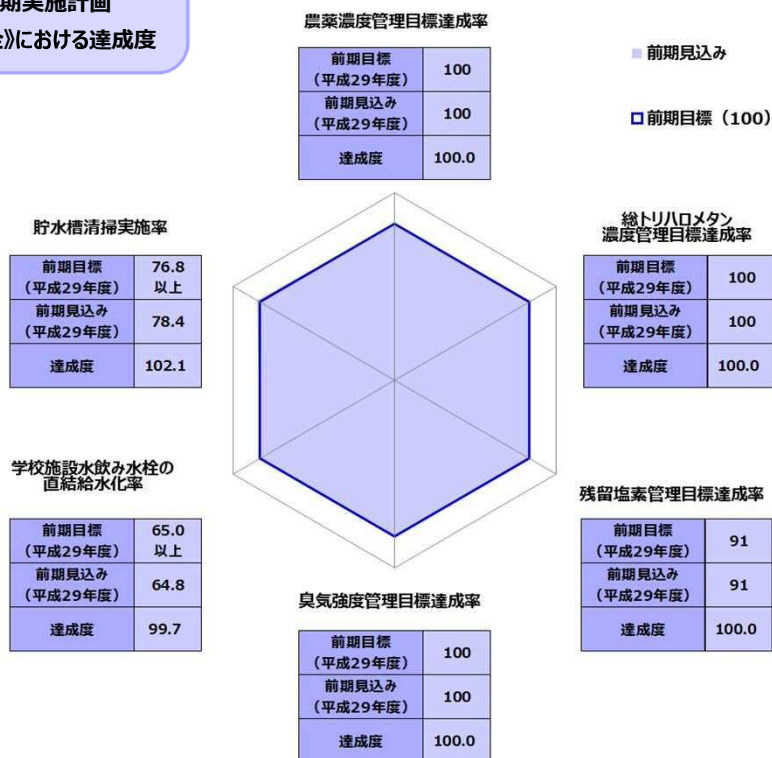 期実施計画
》における達成度
農薬濃度管理目標達成率
前期目標 100
(平成29年度)
前期見込み 100
(平成29年度)
達成度 100.0
前期見込み
前期目標(100)
貯水槽清掃実施率
前期目標 76.8
(平成29年度) 以上
前期見込み 78.4
(平成29年度)
達成度 102.1
総トリハロメタン
濃度管理目標達成率
前期目標 100
(平成29年度)
前期見込み 100
(平成29年度)
達成度 100.0
学校施設水飲み水栓の
直結給水化率
前期目標 65.0
(平成29年度) 以上
前期見込み 64.8
(平成29年度)
達成度 99.7
残留塩素管理目標達成率
前期目標 91
(平成29年度)
前期見込み 91
(平成29年度)
達成度 100.0
臭気強度管理目標達成率
前期目標 100
(平成29年度)
前期見込み 100
(平成29年度)
達成度 100.0